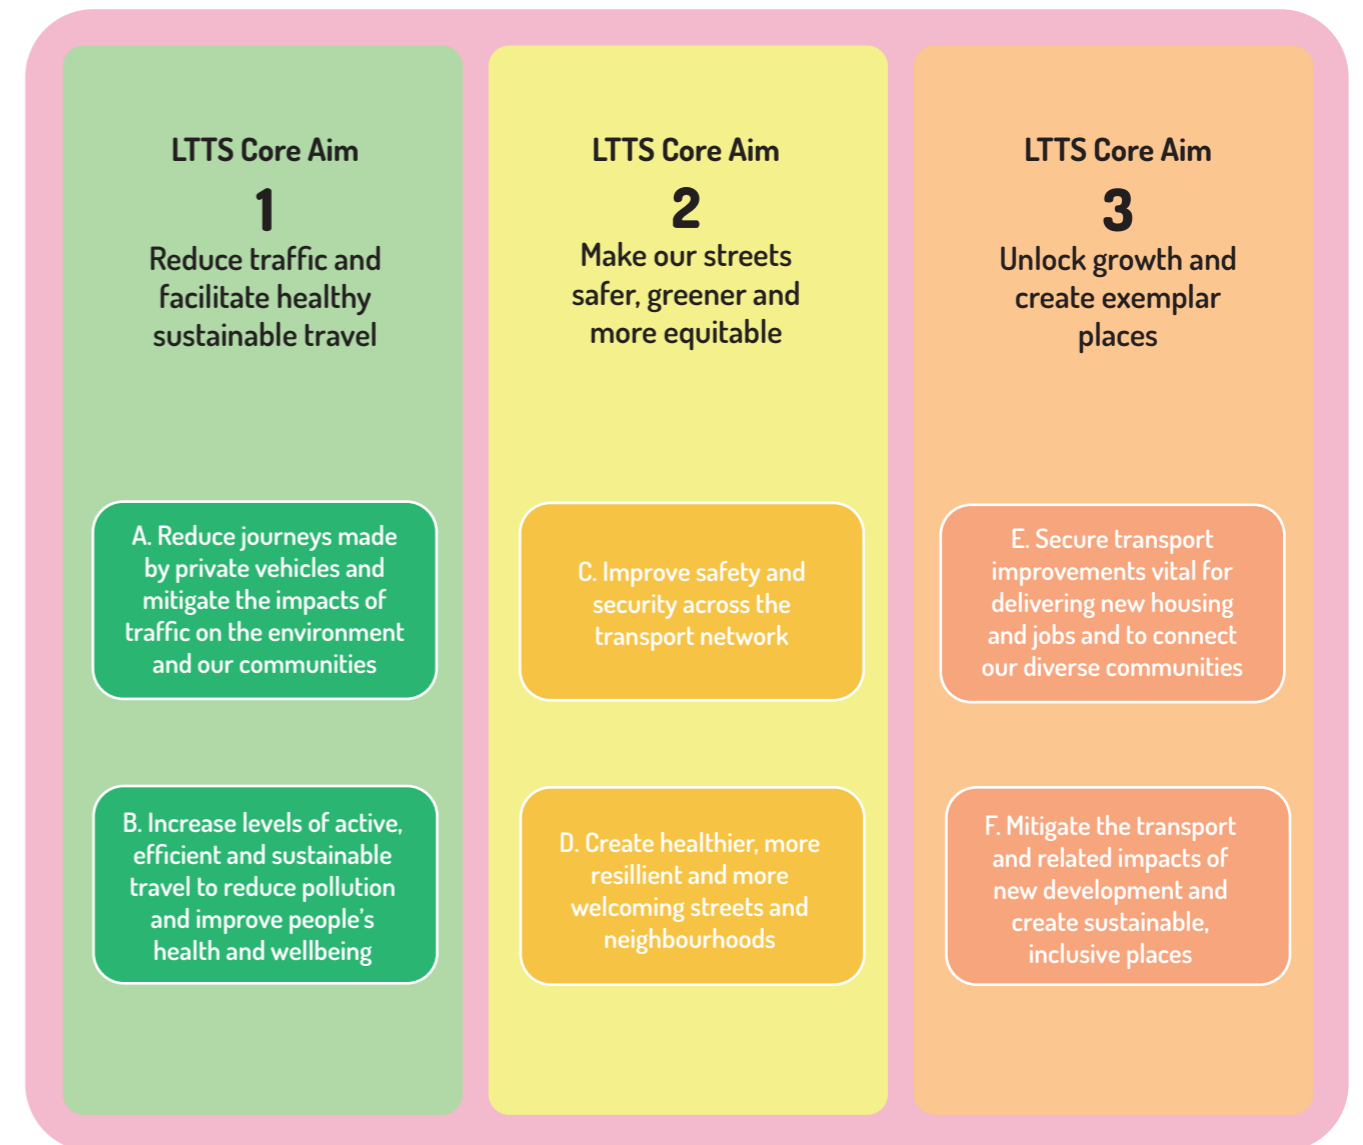 LTTS Core Aim
1
Reduce traffic and
facilitate healthy
sustainable travel
A. Reduce journeys made
by private vehicles and
mitigate the impacts of
traffic on the environment
and our communities
B. Increase levels of active,
efficient and sustainable
travel to reduce pollution
and improve people's
health and wellbeing
LTTS Core Aim
2
Make our streets
safer, greener and
more equitable
C. Improve safety and
security across the
transport network
D. Create healthier, more
resillient and more
welcoming streets and
neighbourhoods
LTTS Core Aim
3
Unlock growth and
create exemplar
places
E. Secure transport
improvements vital for
delivering new housing
and jobs and to connect
our diverse communities
F. Mitigate the transport
and related impacts of
new development and
create sustainable,
inclusive places